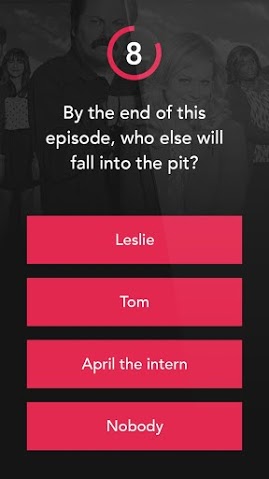 8
By the end of this
episode, who else will
fall into the pit?
Leslie
Tom
April the intern
Nobody